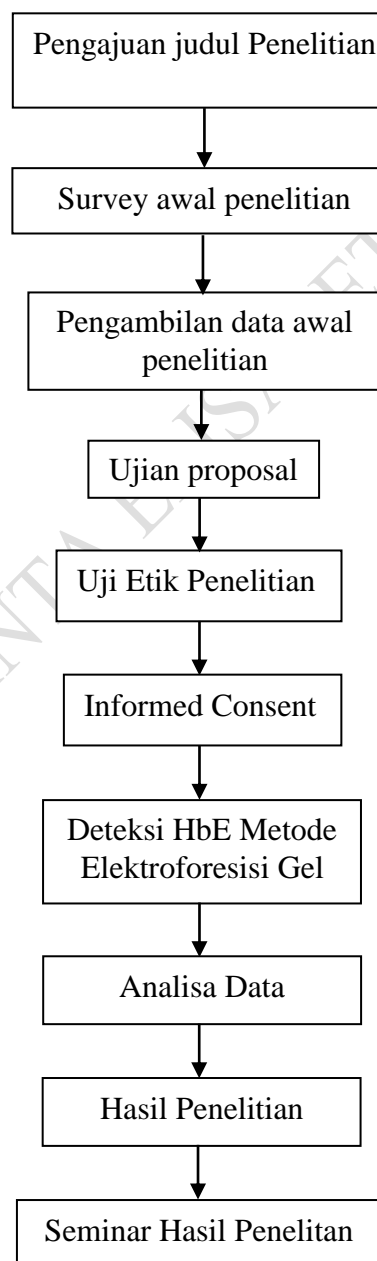 Pengajuan judul Penelitian
Survey awal penelitian
Pengambilan data awal
penelitian
Ujian proposal
Uji Etik Penelitian
Informed Consent
Deteksi HbE Metode
Elektroforesisi Gel
Analisa Data
Hasil Penelitian
Seminar Hasil Penelitan